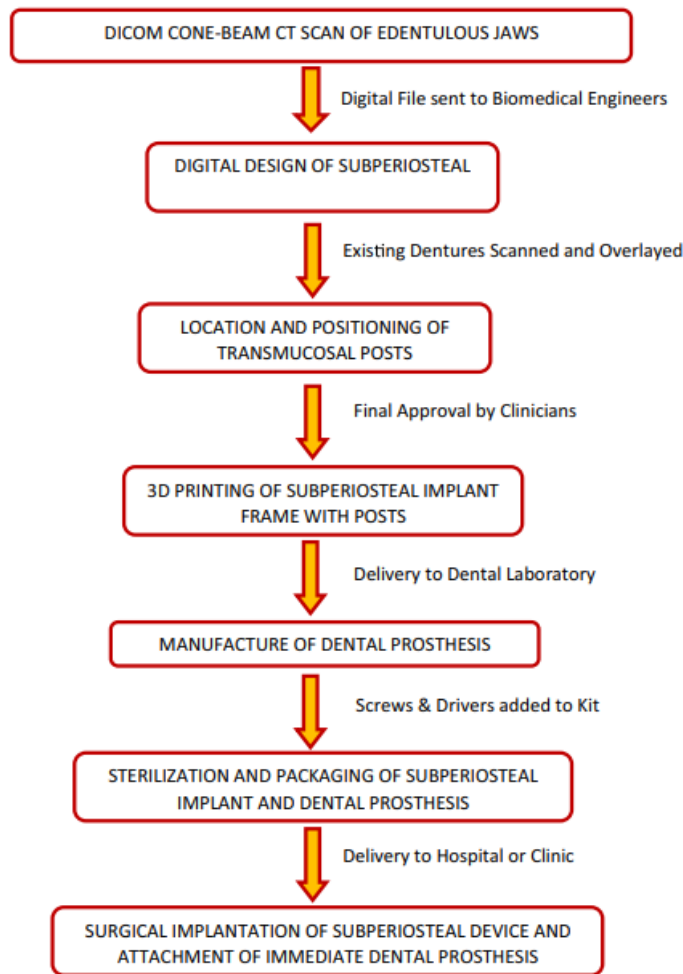 DICOM CONE-BEAM CT SCAN OF EDENTULOUS JAWS
Digital File sent to Biomedical Engineers
DIGITAL DESIGN OF SUBPERIOSTEAL
Existing Dentures Scanned and Overlayed
LOCATION AND POSITIONING OF
TRANSMUCOSAL POSTS
Final Approval by Clinicians
3D PRINTING OF SUBPERIOSTEAL IMPLANT
FRAME WITH POSTS
Delivery to Dental Laboratory
MANUFACTURE OF DENTAL PROSTHESIS
Screws & Drivers added to Kit
STERILIZATION AND PACKAGING OF SUBPERIOSTEAL
IMPLANT AND DENTAL PROSTHESIS
Delivery to Hospital or Clinic
SURGICAL IMPLANTATION OF SUBPERIOSTEAL DEVICE AND
ATTACHMENT OF IMMEDIATE DENTAL PROSTHESIS